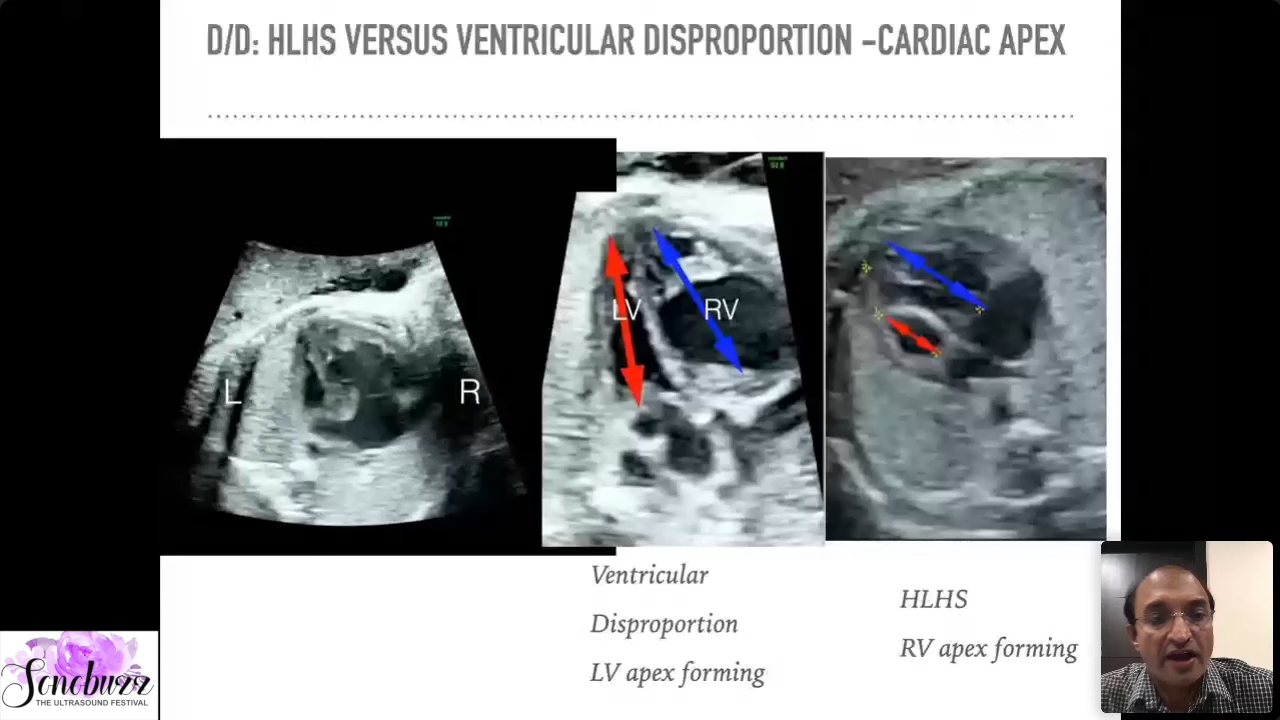 D/D: HLHS VERSUS VENTRICULAR DISPROPORTION -CARDIAC APEX
L
R
LV
RV
Ventricular
Disproportion
LV apex forming
HLHS
RV apex forming
Sonobuzz
THE ULTRASOUND FESTIVAL